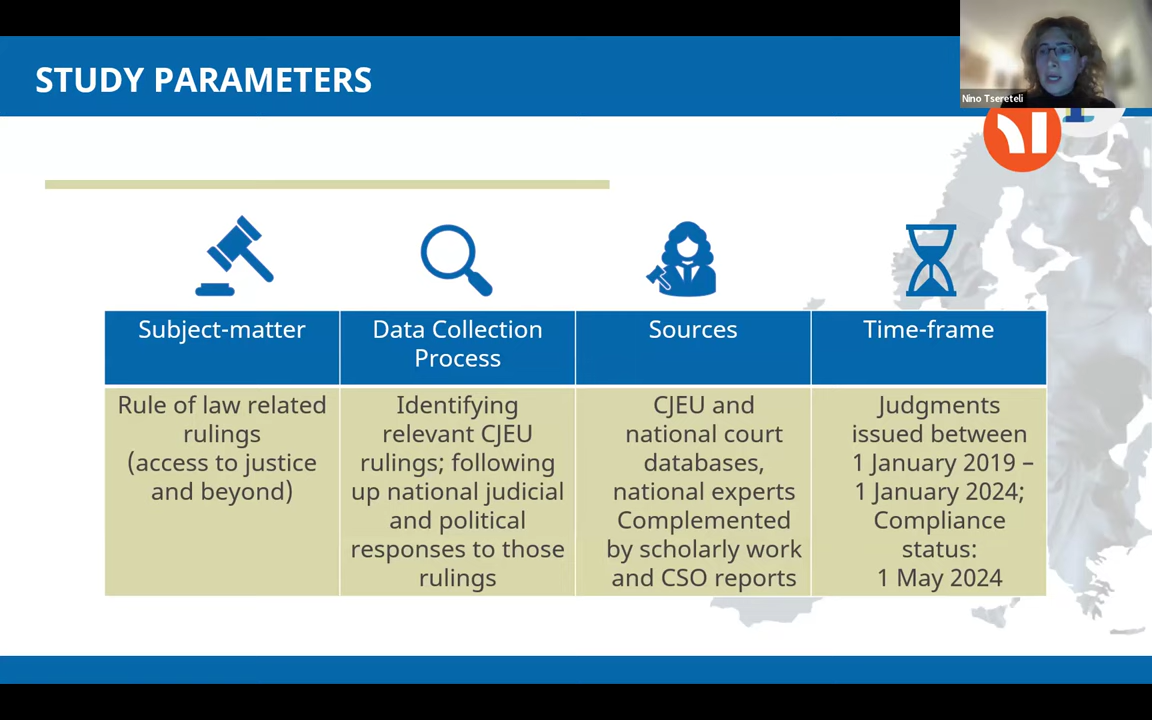 STUDY PARAMETERS
Nino Tsereteli
Subject-matter
Data Collection
Process
Sources
Time-frame
Rule of law related
rulings
(access to justice
and beyond)
Identifying
relevant CJEU
rulings; following
up national judicial
and political
responses to those
rulings
CJEU and
national court
databases,
national experts
Complemented
by scholarly work
and CSO reports
Judgments
issued between
1 January 2019 –
1 January 2024;
Compliance
status:
1 May 2024